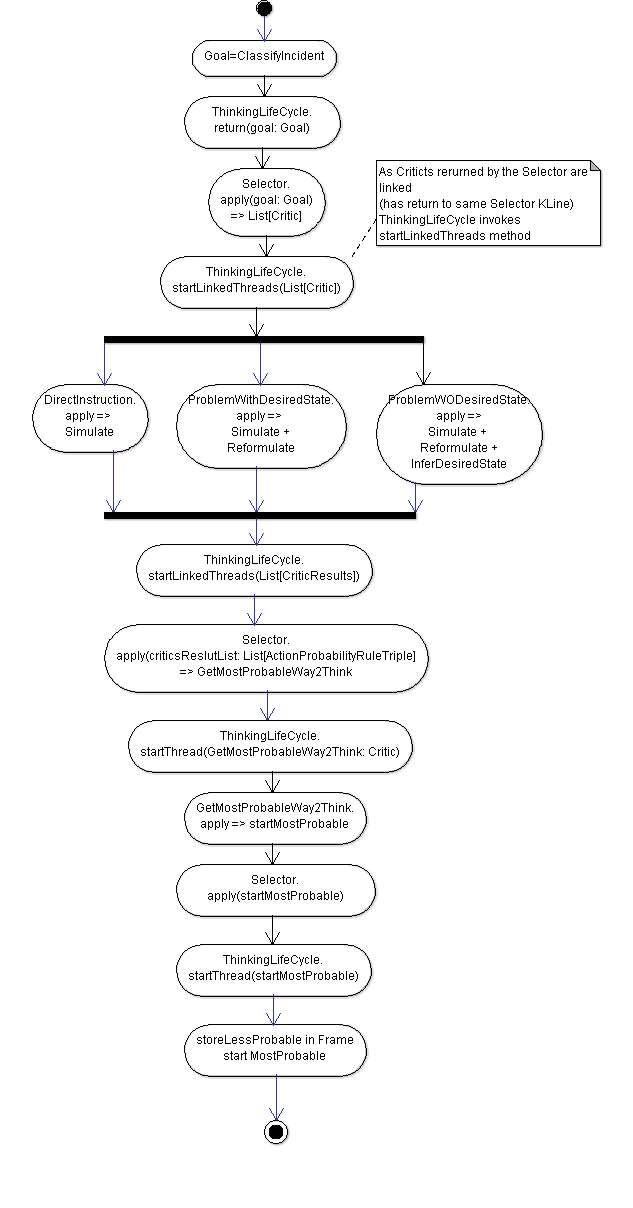 Goal=ClassifyIncident
ThinkingLifeCycle.
return(goal: Goal)
Selector.
apply(goal: Goal)
=> List[Critic]
As Criticts rerurned by the Selector are
linked
(has return to same Selector KLine)
ThinkingLifeCycle invokes
startLinkedThreads method
ThinkingLifeCycle.
startLinkedThreads(List[Critic])
DirectInstruction.
apply =>
Simulate
ProblemWithDesiredState.
apply =>
Simulate +
Reformulate
ProblemWODesiredState.
apply =>
Simulate +
Reformulate +
InferDesiredState
ThinkingLifeCycle.
startLinkedThreads(List[CriticResults])
Selector.
apply(criticsReslutList: List[ActionProbabilityRuleTriple]
=> GetMostProbableWay2Think
ThinkingLifeCycle.
startThread(GetMostProbableWay2Think: Critic)
GetMostProbableWay2Think.
apply => startMostProbable
Selector.
apply(startMostProbable)
ThinkingLifeCycle.
startThread(startMostProbable)
storeLessProbable in Frame
start MostProbable